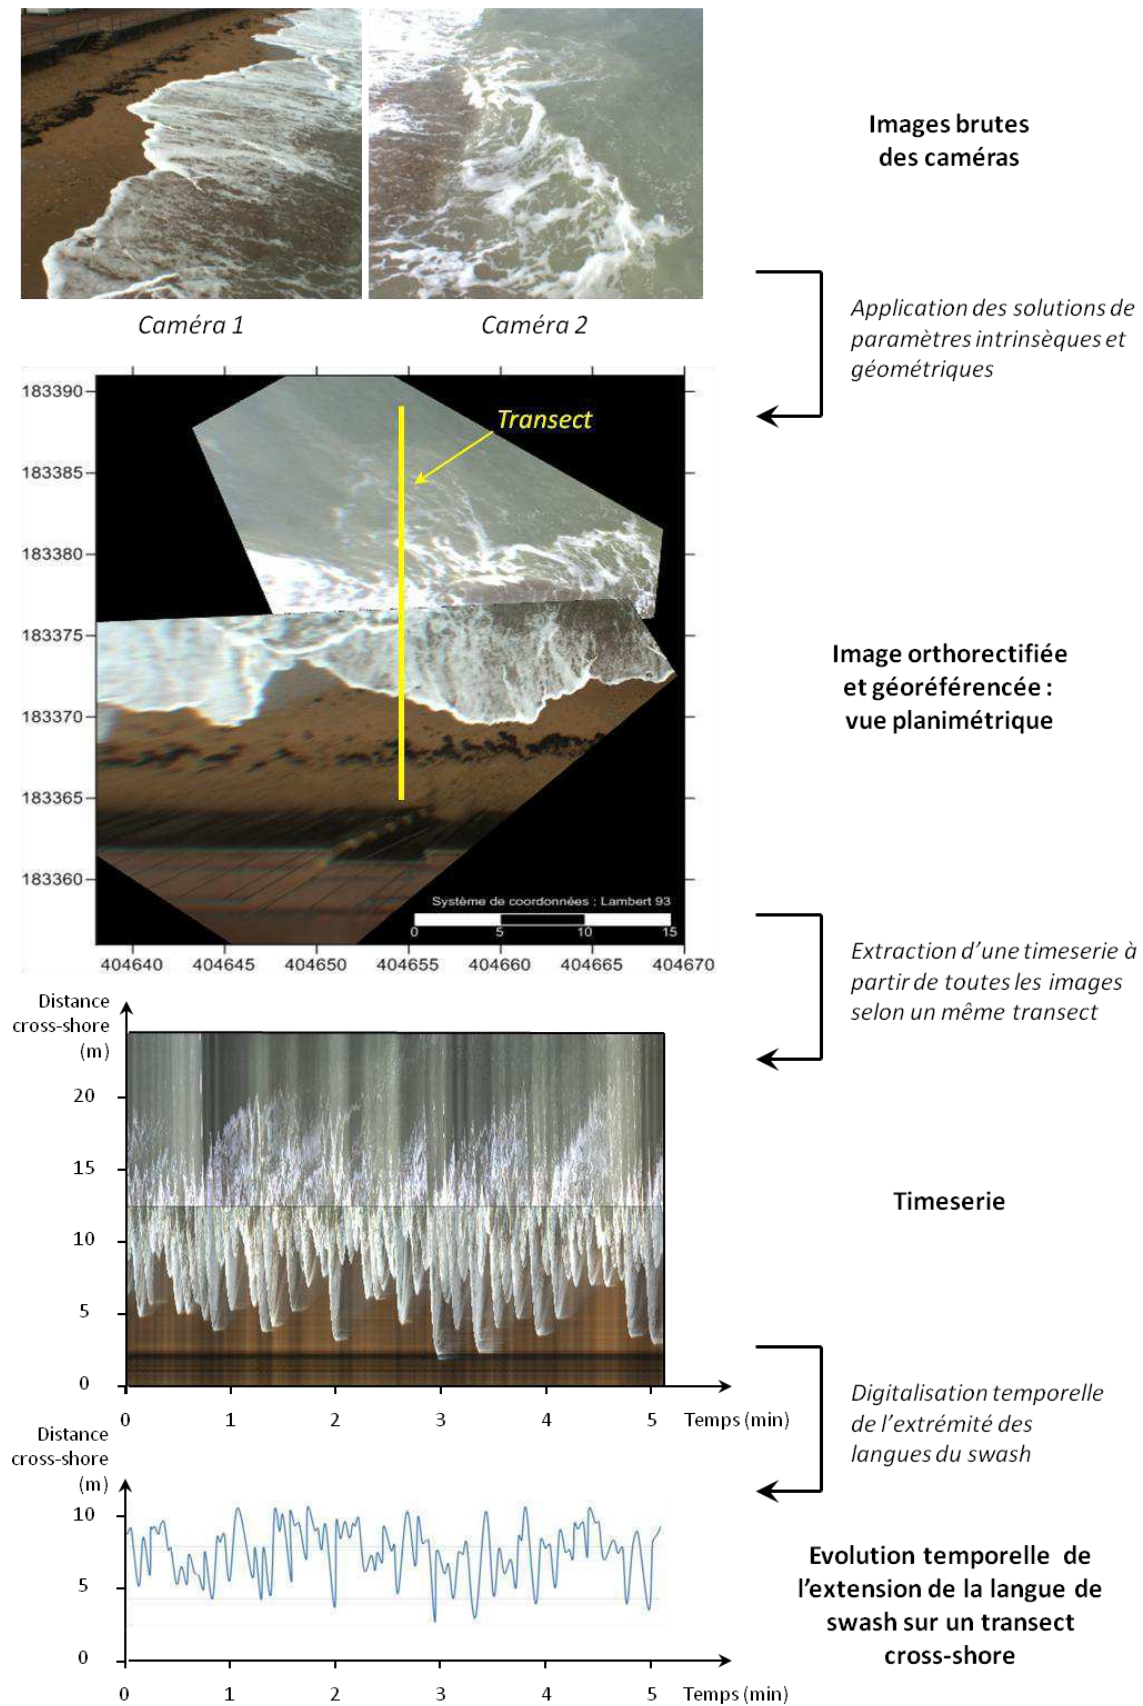 Images brutes
des caméras
Caméra 1
Caméra 2
Application des solutions de
paramètres intrinsèques et
géométriques
183390
183385
183380
183375
183370
183365
183360
Transect
Système de coordonnées : Lambert 93
0 5 10 15
404640 404645 404650 404655 404660 404665 404670
Image orthorectifiée
et géoréférencée :
vue planimétrique
Extraction d'une timeserie à
partir de toutes les images
selon un même transect
Distance
cross-shore
(m)
20
15
10
5
0
0 1 2 3 4 5 Temps (min)
Timeserie
Digitalisation temporelle
de l'extrémité des
langues du swash
Distance
cross-shore
(m)
10
5
0
0 1 2 3 4 5 Temps (min)
Evolution temporelle de
l'extension de la langue de
swash sur un transect
cross-shore